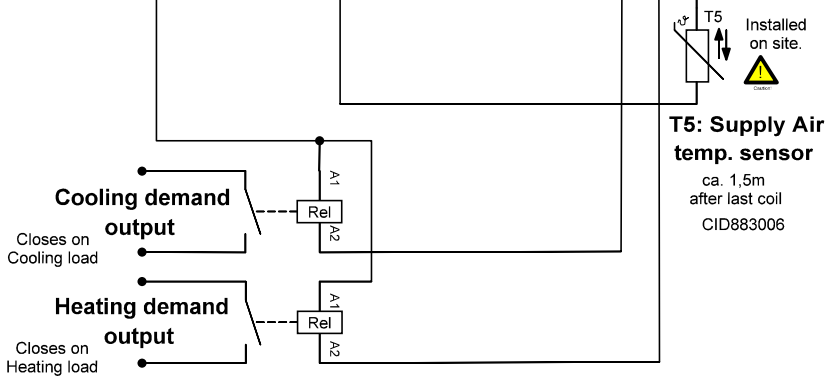 ϑ
T5
Installed
on site.
Caution!
T5: Supply Air
temp. sensor
ca. 1,5m
after last coil
CID883006
A1
Cooling demand
output
Rel
A2
Closes on
Cooling load
A1
Heating demand
output
Rel
A2
Closes on
Heating load